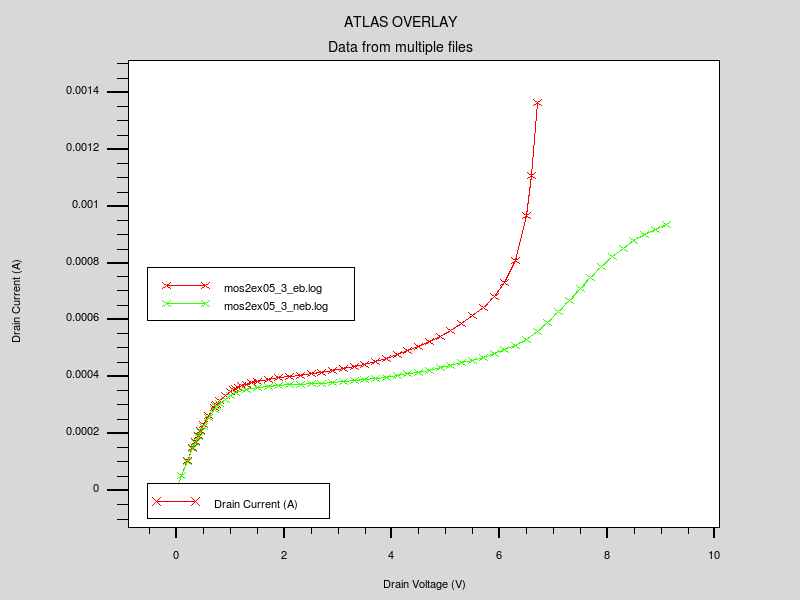 ATLAS OVERLAY
Data from multiple files
0.0014
0.0012
0.001
0.0008
0.0006
0.0004
0.0002
0
Drain Current (A)
mos2ex05_3_eb.log
mos2ex05_3_neb.log
Drain Current (A)
0 2 4 6 8 10
Drain Voltage (V)